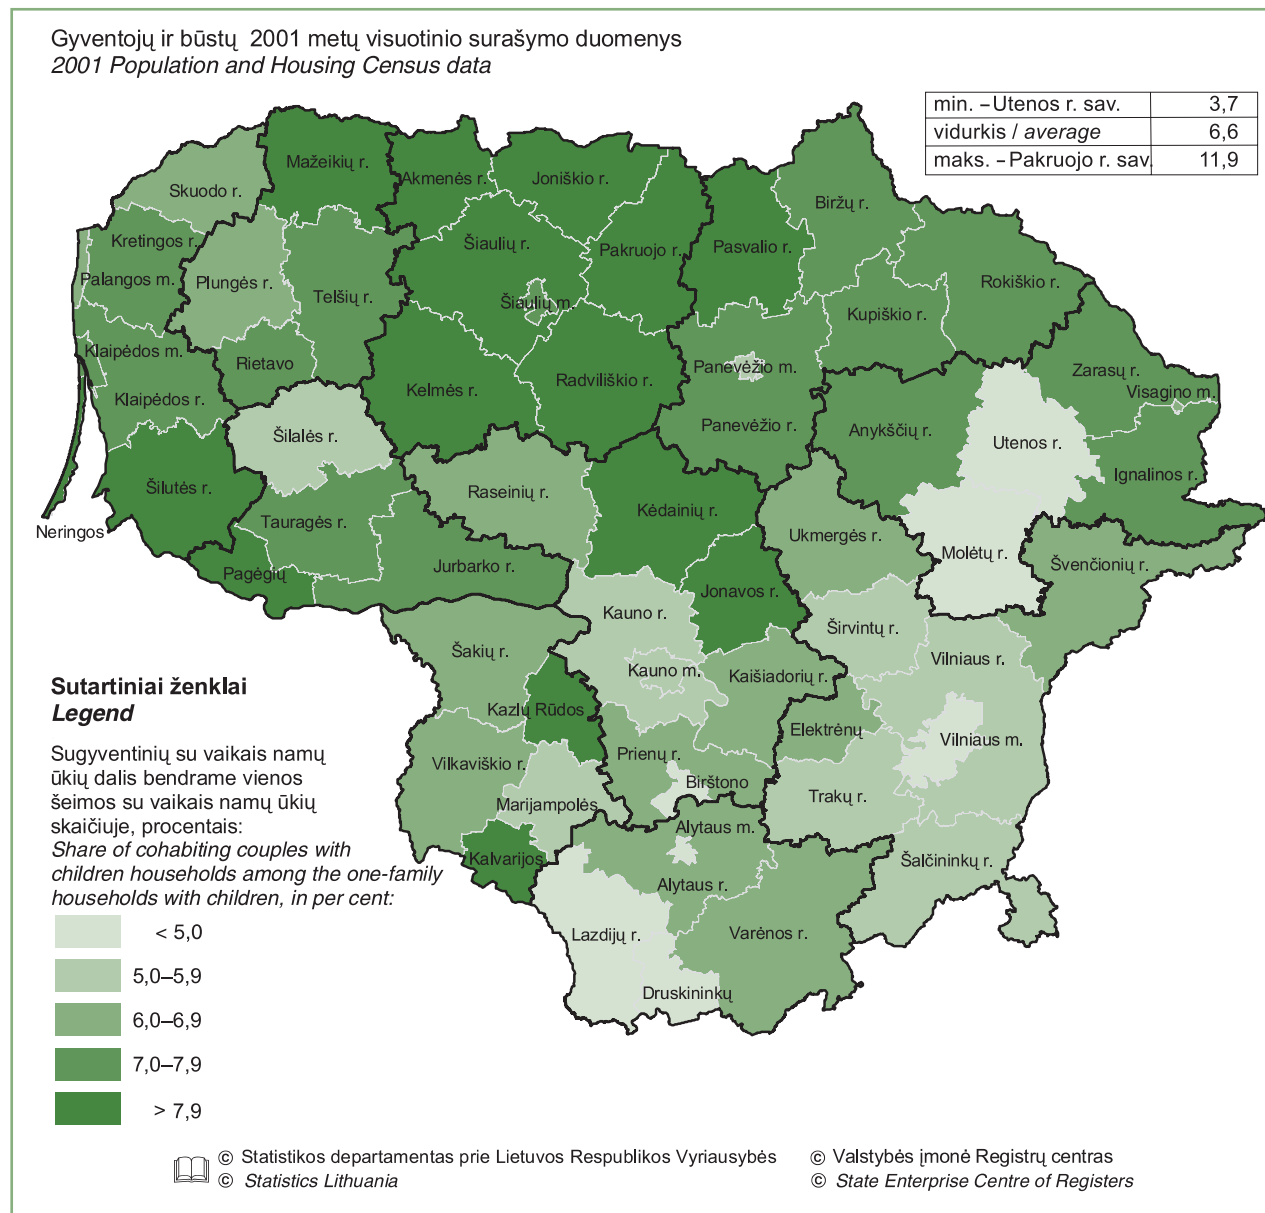 Gyventojų ir būstų 2001 metų visuotinio surašymo duomenys
2001 Population and Housing Census data
min. – Utenos r. sav. 3,7
vidurkis / average 6,6
maks. – Pakruojo r. sav. 11,9
Mažeikių r.
Akmenės r.
Joniškio r.
Skuodo r.
Biržų r.
Kretingos r.
Šiaulių r.
Pakruojo r.
Pasvalio r.
Palangos m.
Plungės r.
Telšių r.
Šiaulių m.
Rokiškio r.
Kupiškio r.
Klaipėdos m.
Rietavo
Panevėžio m.
Zarasų r.
Visagino m.
Klaipėdos r.
Kelmės r.
Radviliškio r.
Panevėžio r.
Anykščių r.
Šilalės r.
Utenos r.
Ignalinos r.
Šilutės r.
Raseinių r.
Kėdainių r.
Neringos
Tauragės r.
Ukmergės r.
Molėtų r.
Švenčionių r.
Pagėgių
Jurbarko r.
Jonavos r.
Kauno r.
Širvintų r.
Šakių r.
Kauno m.
Kaišiadorių r.
Vilniaus r.
Kazlų Rūdos
Elektrėnų
Vilniaus m.
Vilkaviškio r.
Prienų r.
Birštono
Marijampolės
Trakų r.
Alytaus m.
Kalvarijos
Šalčininkų r.
Alytaus r.
Lazdijų r.
Varėnos r.
Druskininkų
Sutartiniai ženklai
Legend
Sugyventinių su vaikais namų
ūkių dalis bendrame vienos
šeimos su vaikais namų ūkių
skaičiuje, procentais:
Share of cohabiting couples with
children households among the one-family
households with children, in per cent:
< 5,0
5,0–5,9
6,0–6,9
7,0–7,9
> 7,9
© Statistikos departamentas prie Lietuvos Respublikos Vyriausybės
© Statistics Lithuania
© Valstybės įmonė Registrų centras
© State Enterprise Centre of Registers